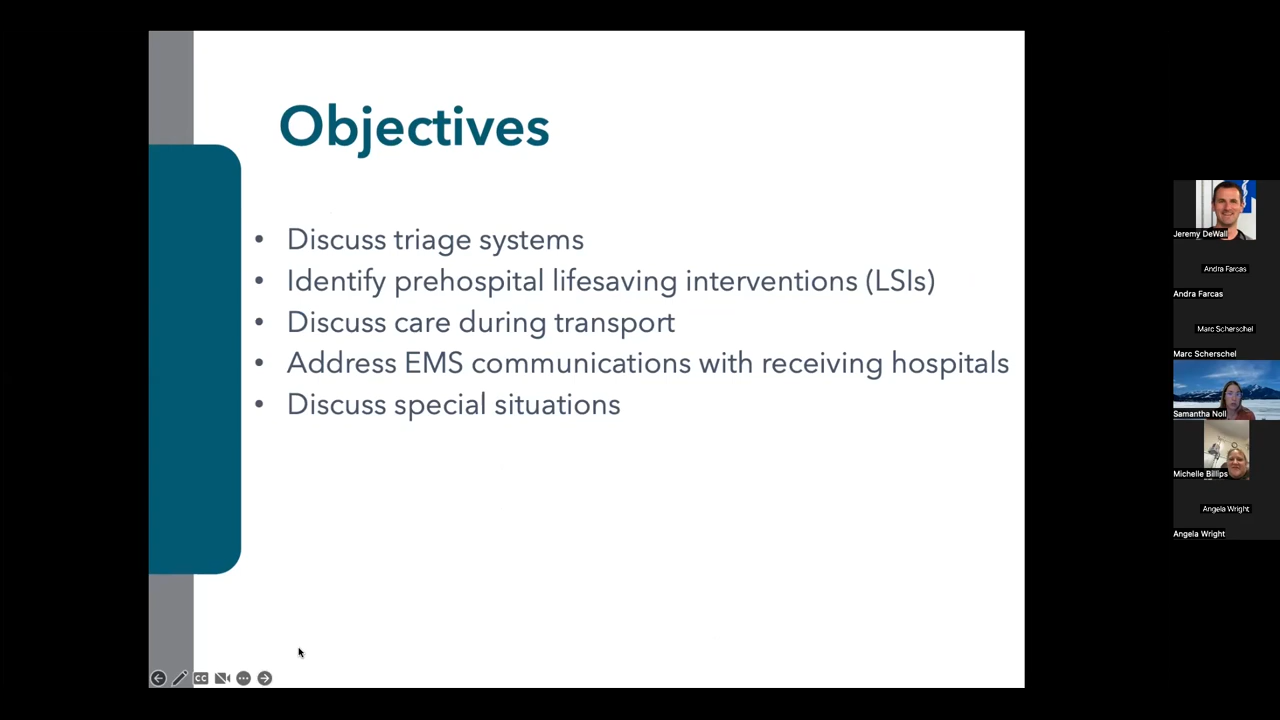 Objectives
• Discuss triage systems
• Identify prehospital lifesaving interventions (LSIs)
• Discuss care during transport
• Address EMS communications with receiving hospitals
• Discuss special situations
CC
Jeremy DeWall
Andra Farcas
Andra Farcas
Marc Scherschel
Marc Scherschel
Samantha Noll
Michelle Billips
Angela Wright
Angela Wright